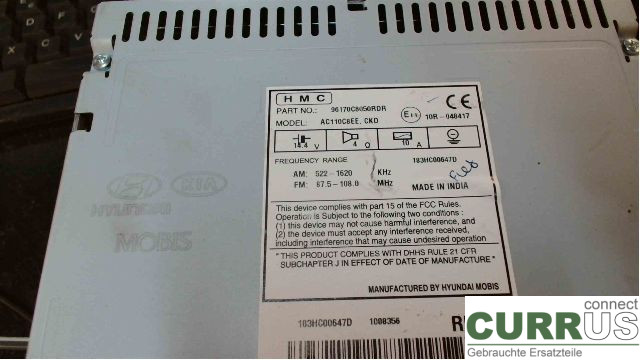 HMC
PART NO.: 96170C8050RDR
MODEL: AC110C8EE, CKD
E11 10R-048417
CE
14.4 V 4 Ω 10 A
FREQUENCY RANGE 103HC00647D
AM: 522-1620 KHz
FM: 87.5-108.0 MHz MADE IN INDIA
This device complies with part 15 of the FCC Rules.
Operation is Subject to the following two conditions :
(1) this device may not cause harmful interference, and
(2) the device must accept any interference received,
including interference that may cause undesired operation
" THIS PRODUCT COMPLIES WITH DHHS RULE 21 CFR
SUBCHAPTER J IN EFFECT OF DATE OF MANUFACTURE"
MANUFACTURED BY HYUNDAI MOBIS
103HC00647D 1008356
HYUNDAI KIA
MOBIS
connect
CURRUS
Gebrauchte Ersatzteile